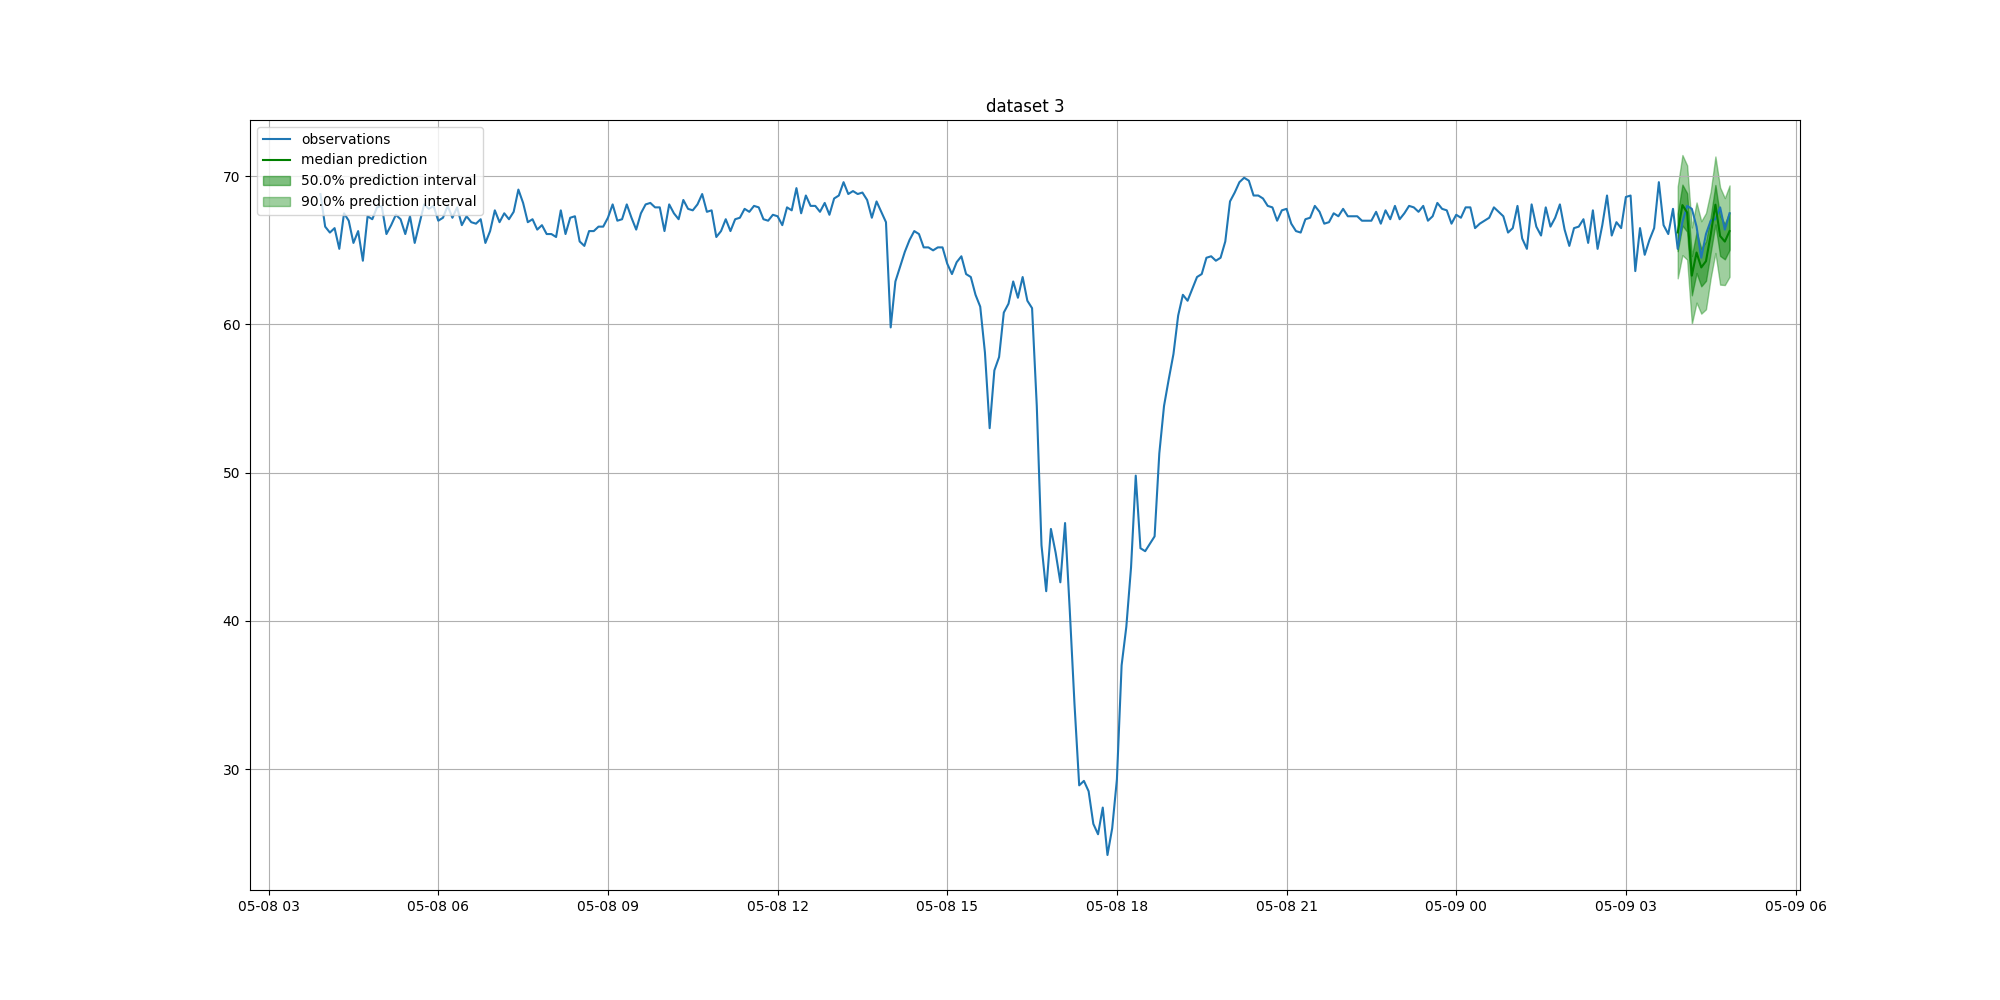 dataset 3
observations
median prediction
50.0% prediction interval
90.0% prediction interval
70
60
50
40
30
05-08 03 05-08 06 05-08 09 05-08 12 05-08 15 05-08 18 05-08 21 05-09 00 05-09 03 05-09 06